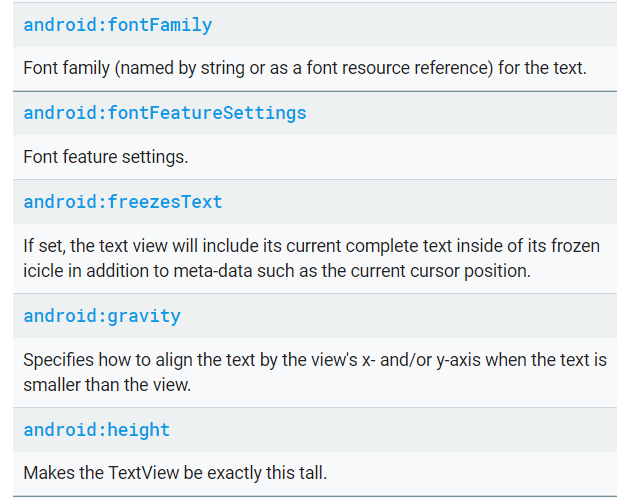 android:fontFamily
Font family (named by string or as a font resource reference) for the text.
android:fontFeatureSettings
Font feature settings.
android:freezesText
If set, the text view will include its current complete text inside of its frozen
icicle in addition to meta-data such as the current cursor position.
android:gravity
Specifies how to align the text by the view's x- and/or y-axis when the text is
smaller than the view.
android:height
Makes the TextView be exactly this tall.